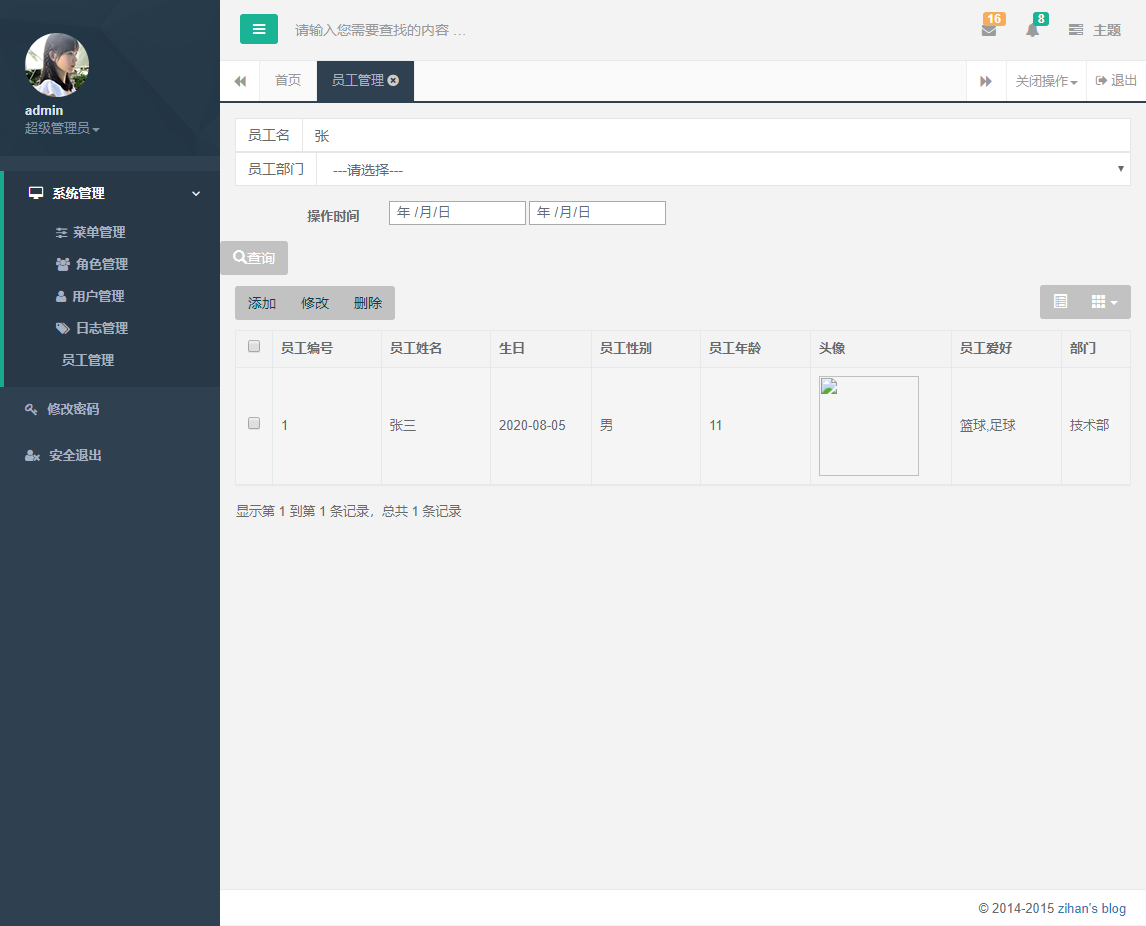 admin
超级管理员
系统管理
菜单管理
角色管理
用户管理
日志管理
员工管理
修改密码
安全退出
请输入您需要查找的内容 …
16
8
主题
首页
员工管理
关闭操作
退出
员工名 张
员工部门 ---请选择---
操作时间 年 /月/日 年 /月/日
查询
添加 修改 删除
员工编号 员工姓名 生日 员工性别 员工年龄 头像 员工爱好 部门
1 张三 2020-08-05 男 11 篮球,足球 技术部
显示第 1 到第 1 条记录，总共 1 条记录
© 2014-2015 zihan's blog